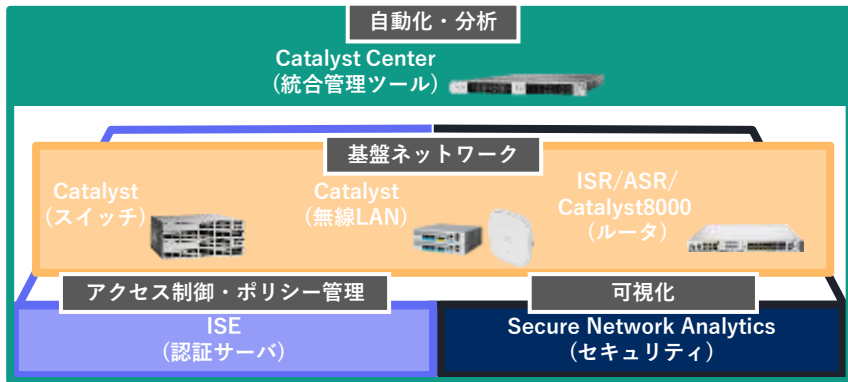 自動化・分析
Catalyst Center
(統合管理ツール)
基盤ネットワーク
Catalyst
(スイッチ)
Catalyst
(無線LAN)
ISR/ASR/
Catalyst8000
(ルータ)
アクセス制御・ポリシー管理
可視化
ISE
(認証サーバ)
Secure Network Analytics
(セキュリティ)